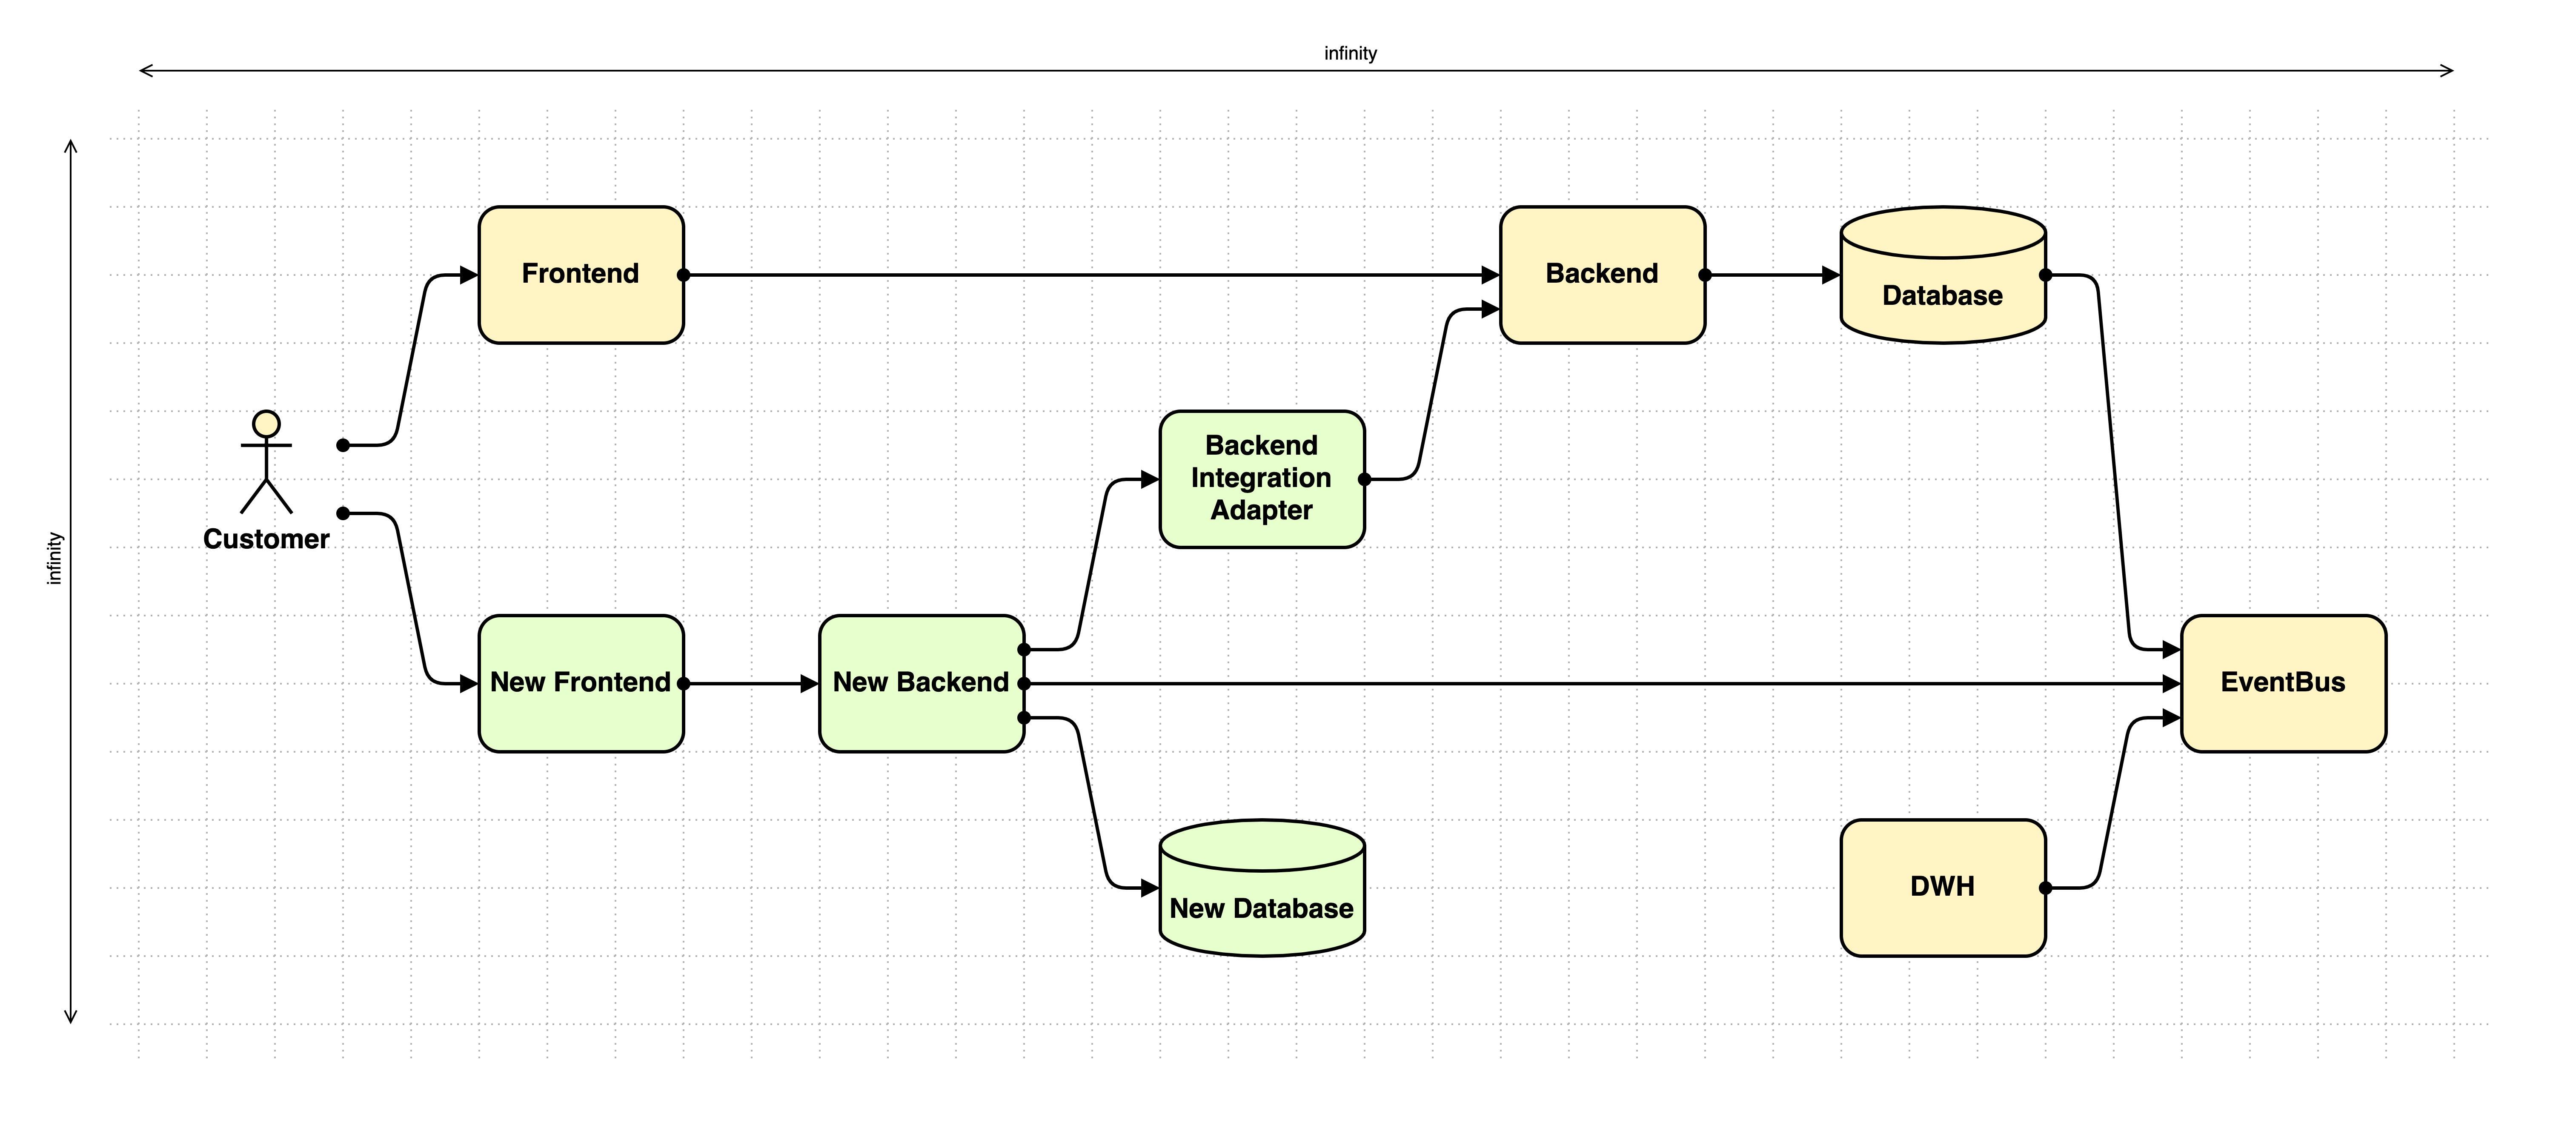 infinity
infinity
Frontend
Backend
Database
Customer
Backend
Integration
Adapter
New Frontend
New Backend
EventBus
New Database
DWH